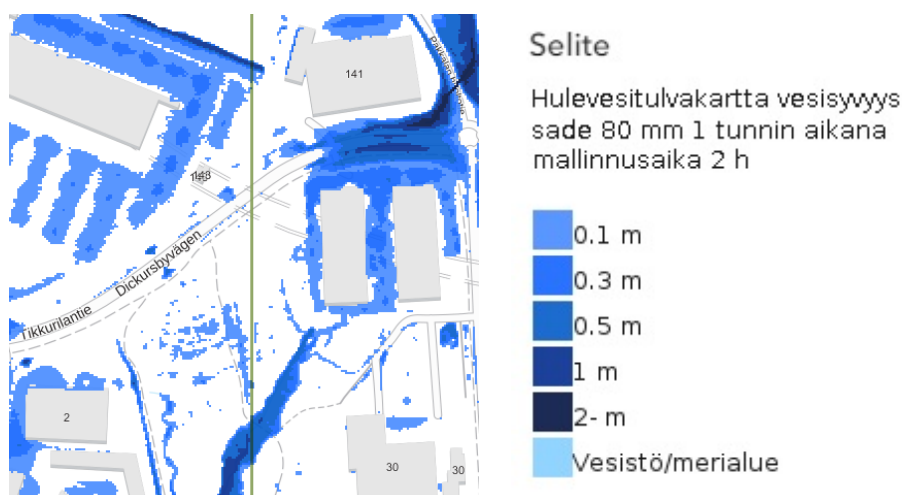 141
148
Tikkurilantie Dickursbyvägen
2
30
30
Selite
Hulevesitulvakartta vesisyvyys
sade 80 mm 1 tunnin aikana
mallinnusaika 2 h
0.1 m
0.3 m
0.5 m
1 m
2- m
Vesistö/merialue